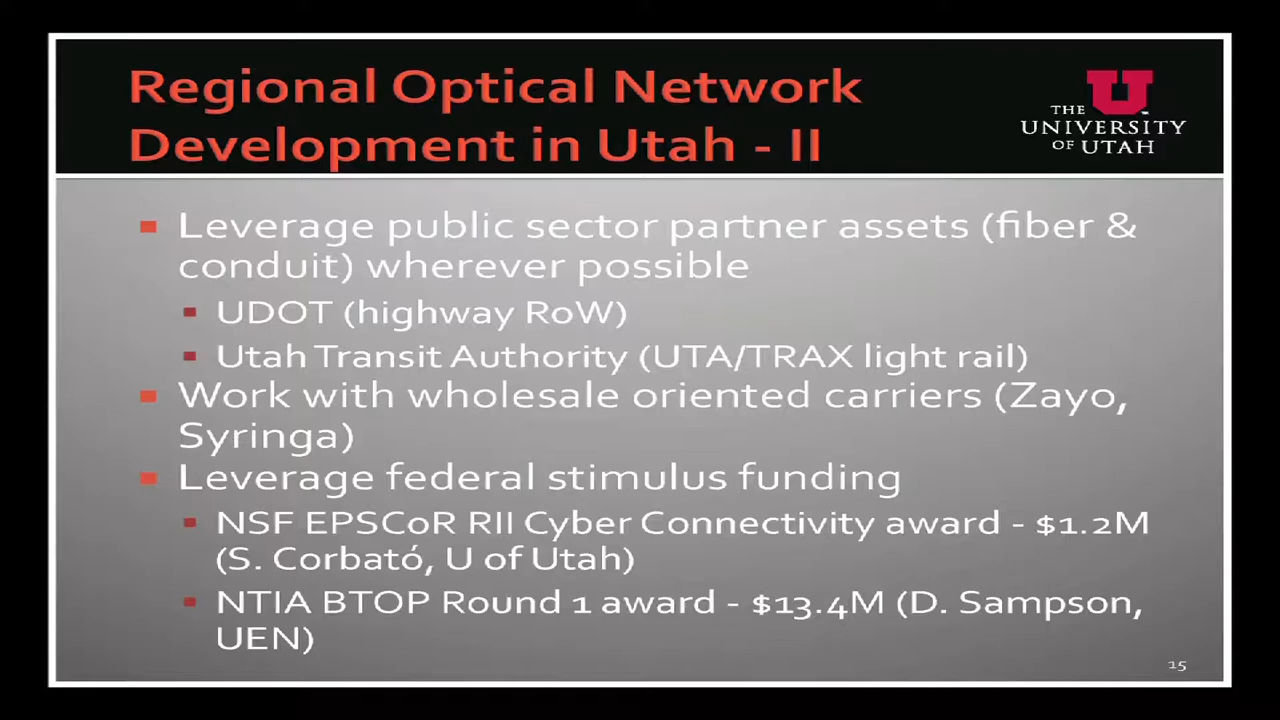 Regional Optical Network
Development in Utah - II
THE
UNIVERSITY
OF UTAH
Leverage public sector partner assets (fiber &
conduit) wherever possible
UDOT (highway RoW)
Utah Transit Authority (UTA/TRAX light rail)
Work with wholesale oriented carriers (Zayo,
Syringa)
Leverage federal stimulus funding
NSF EPSCoR RII Cyber Connectivity award - $1.2M
(S. Corbató, U of Utah)
NTIA BTOP Round 1 award - $13.4M (D. Sampson,
UEN)
15